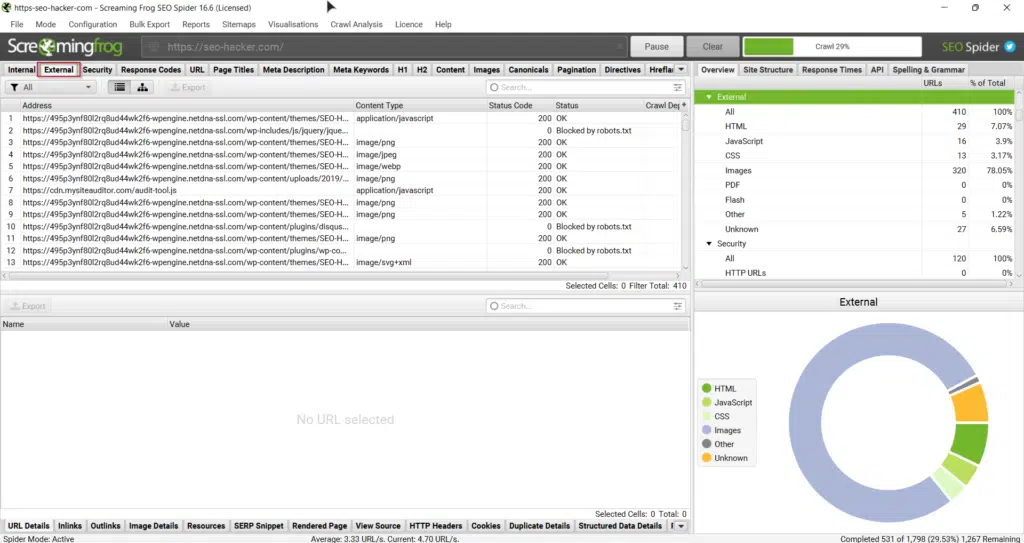 https-seo-hacker-com - Screaming Frog SEO Spider 16.6 (Licensed)
File Mode Configuration Bulk Export Reports Sitemaps Visualisations Crawl Analysis Licence Help
Screamingfrog https://seo-hacker.com/ Pause Clear Crawl 29% SEO Spider
Internal External Security Response Codes URL Page Titles Meta Description Meta Keywords H1 H2 Content Images Canonicals Pagination Directives Hreflan
All Export Search...
Address Content Type Status Code Status Crawl Dep
1 https://495p3ynf80l2rq8ud44wk2f6-wpengine.netdna-ssl.com/wp-content/themes/SEO-H... application/javascript 200 OK
2 https://495p3ynf80l2rq8ud44wk2f6-wpengine.netdna-ssl.com/wp-includes/js/jquery/jque... 0 Blocked by robots.txt
3 https://495p3ynf80l2rq8ud44wk2f6-wpengine.netdna-ssl.com/wp-content/themes/SEO-H... image/png 200 OK
4 https://495p3ynf80l2rq8ud44wk2f6-wpengine.netdna-ssl.com/wp-content/themes/SEO-H... image/jpeg 200 OK
5 https://495p3ynf80l2rq8ud44wk2f6-wpengine.netdna-ssl.com/wp-content/themes/SEO-H... image/webp 200 OK
6 https://495p3ynf80l2rq8ud44wk2f6-wpengine.netdna-ssl.com/wp-content/uploads/2019/... image/png 200 OK
7 https://cdn.mysiteauditor.com/audit-tool.js application/javascript 200 OK
8 https://495p3ynf80l2rq8ud44wk2f6-wpengine.netdna-ssl.com/wp-content/themes/SEO-H... image/png 200 OK
9 https://495p3ynf80l2rq8ud44wk2f6-wpengine.netdna-ssl.com/wp-content/themes/SEO-H... image/png 200 OK
10 https://495p3ynf80l2rq8ud44wk2f6-wpengine.netdna-ssl.com/wp-content/plugins/disqus... 0 Blocked by robots.txt
11 https://495p3ynf80l2rq8ud44wk2f6-wpengine.netdna-ssl.com/wp-content/themes/SEO-H... image/png 200 OK
12 https://495p3ynf80l2rq8ud44wk2f6-wpengine.netdna-ssl.com/wp-content/plugins/wp-co... 0 Blocked by robots.txt
13 https://495p3ynf80l2rq8ud44wk2f6-wpengine.netdna-ssl.com/wp-content/themes/SEO-H... image/svg+xml 200 OK
Selected Cells: 0 Filter Total: 410
Export Search...
Name Value
No URL selected
Selected Cells: 0 Total: 0
URL Details Inlinks Outlinks Image Details Resources SERP Snippet Rendered Page View Source HTTP Headers Cookies Duplicate Details Structured Data Details
Overview Site Structure Response Times API Spelling & Grammar
URLs % of Total
External
All 410 100%
HTML 29 7.07%
JavaScript 16 3.9%
CSS 13 3.17%
Images 320 78.05%
PDF 0 0%
Flash 0 0%
Other 5 1.22%
Unknown 27 6.59%
Security
All 120 100%
HTTP URLs 0 0%
External
HTML
JavaScript
CSS
Images
Other
Unknown
Spider Mode: Active Average: 3.33 URL/s. Current: 4.70 URL/s. Completed 531 of 1,798 (29.53%) 1,267 Remaining